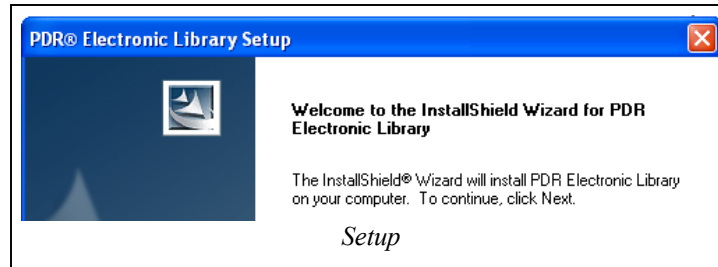 PDR® Electronic Library Setup
Welcome to the InstallShield Wizard for PDR
Electronic Library
The InstallShield® Wizard will install PDR Electronic Library
on your computer.  To continue, click Next.
Setup